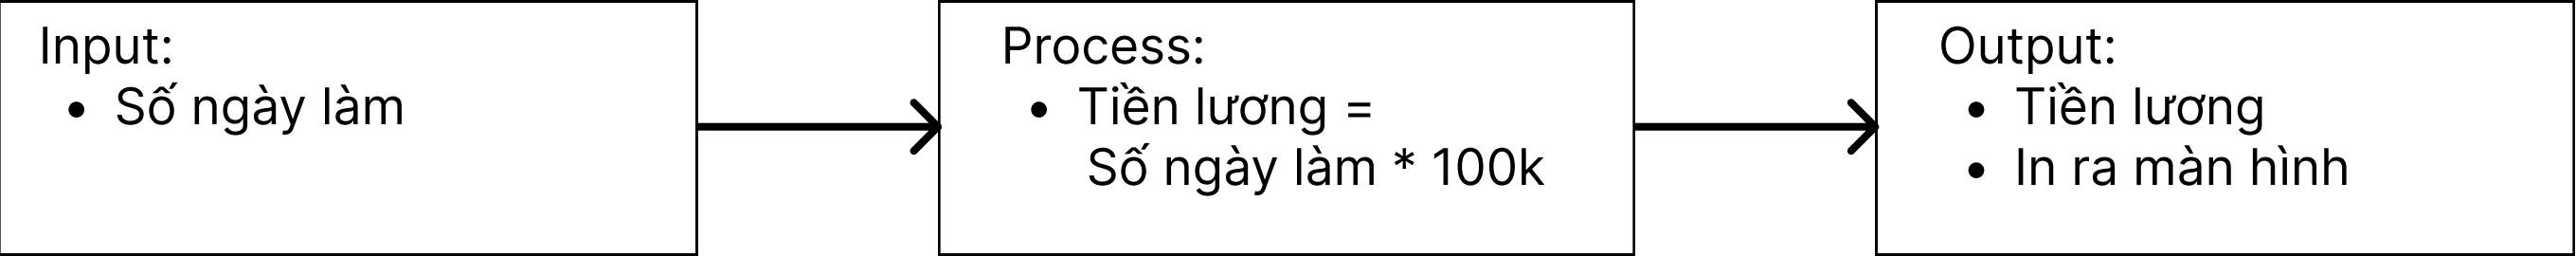 Input:
• Số ngày làm
Process:
• Tiền lương =
Số ngày làm * 100k
Output:
• Tiền lương
• In ra màn hình